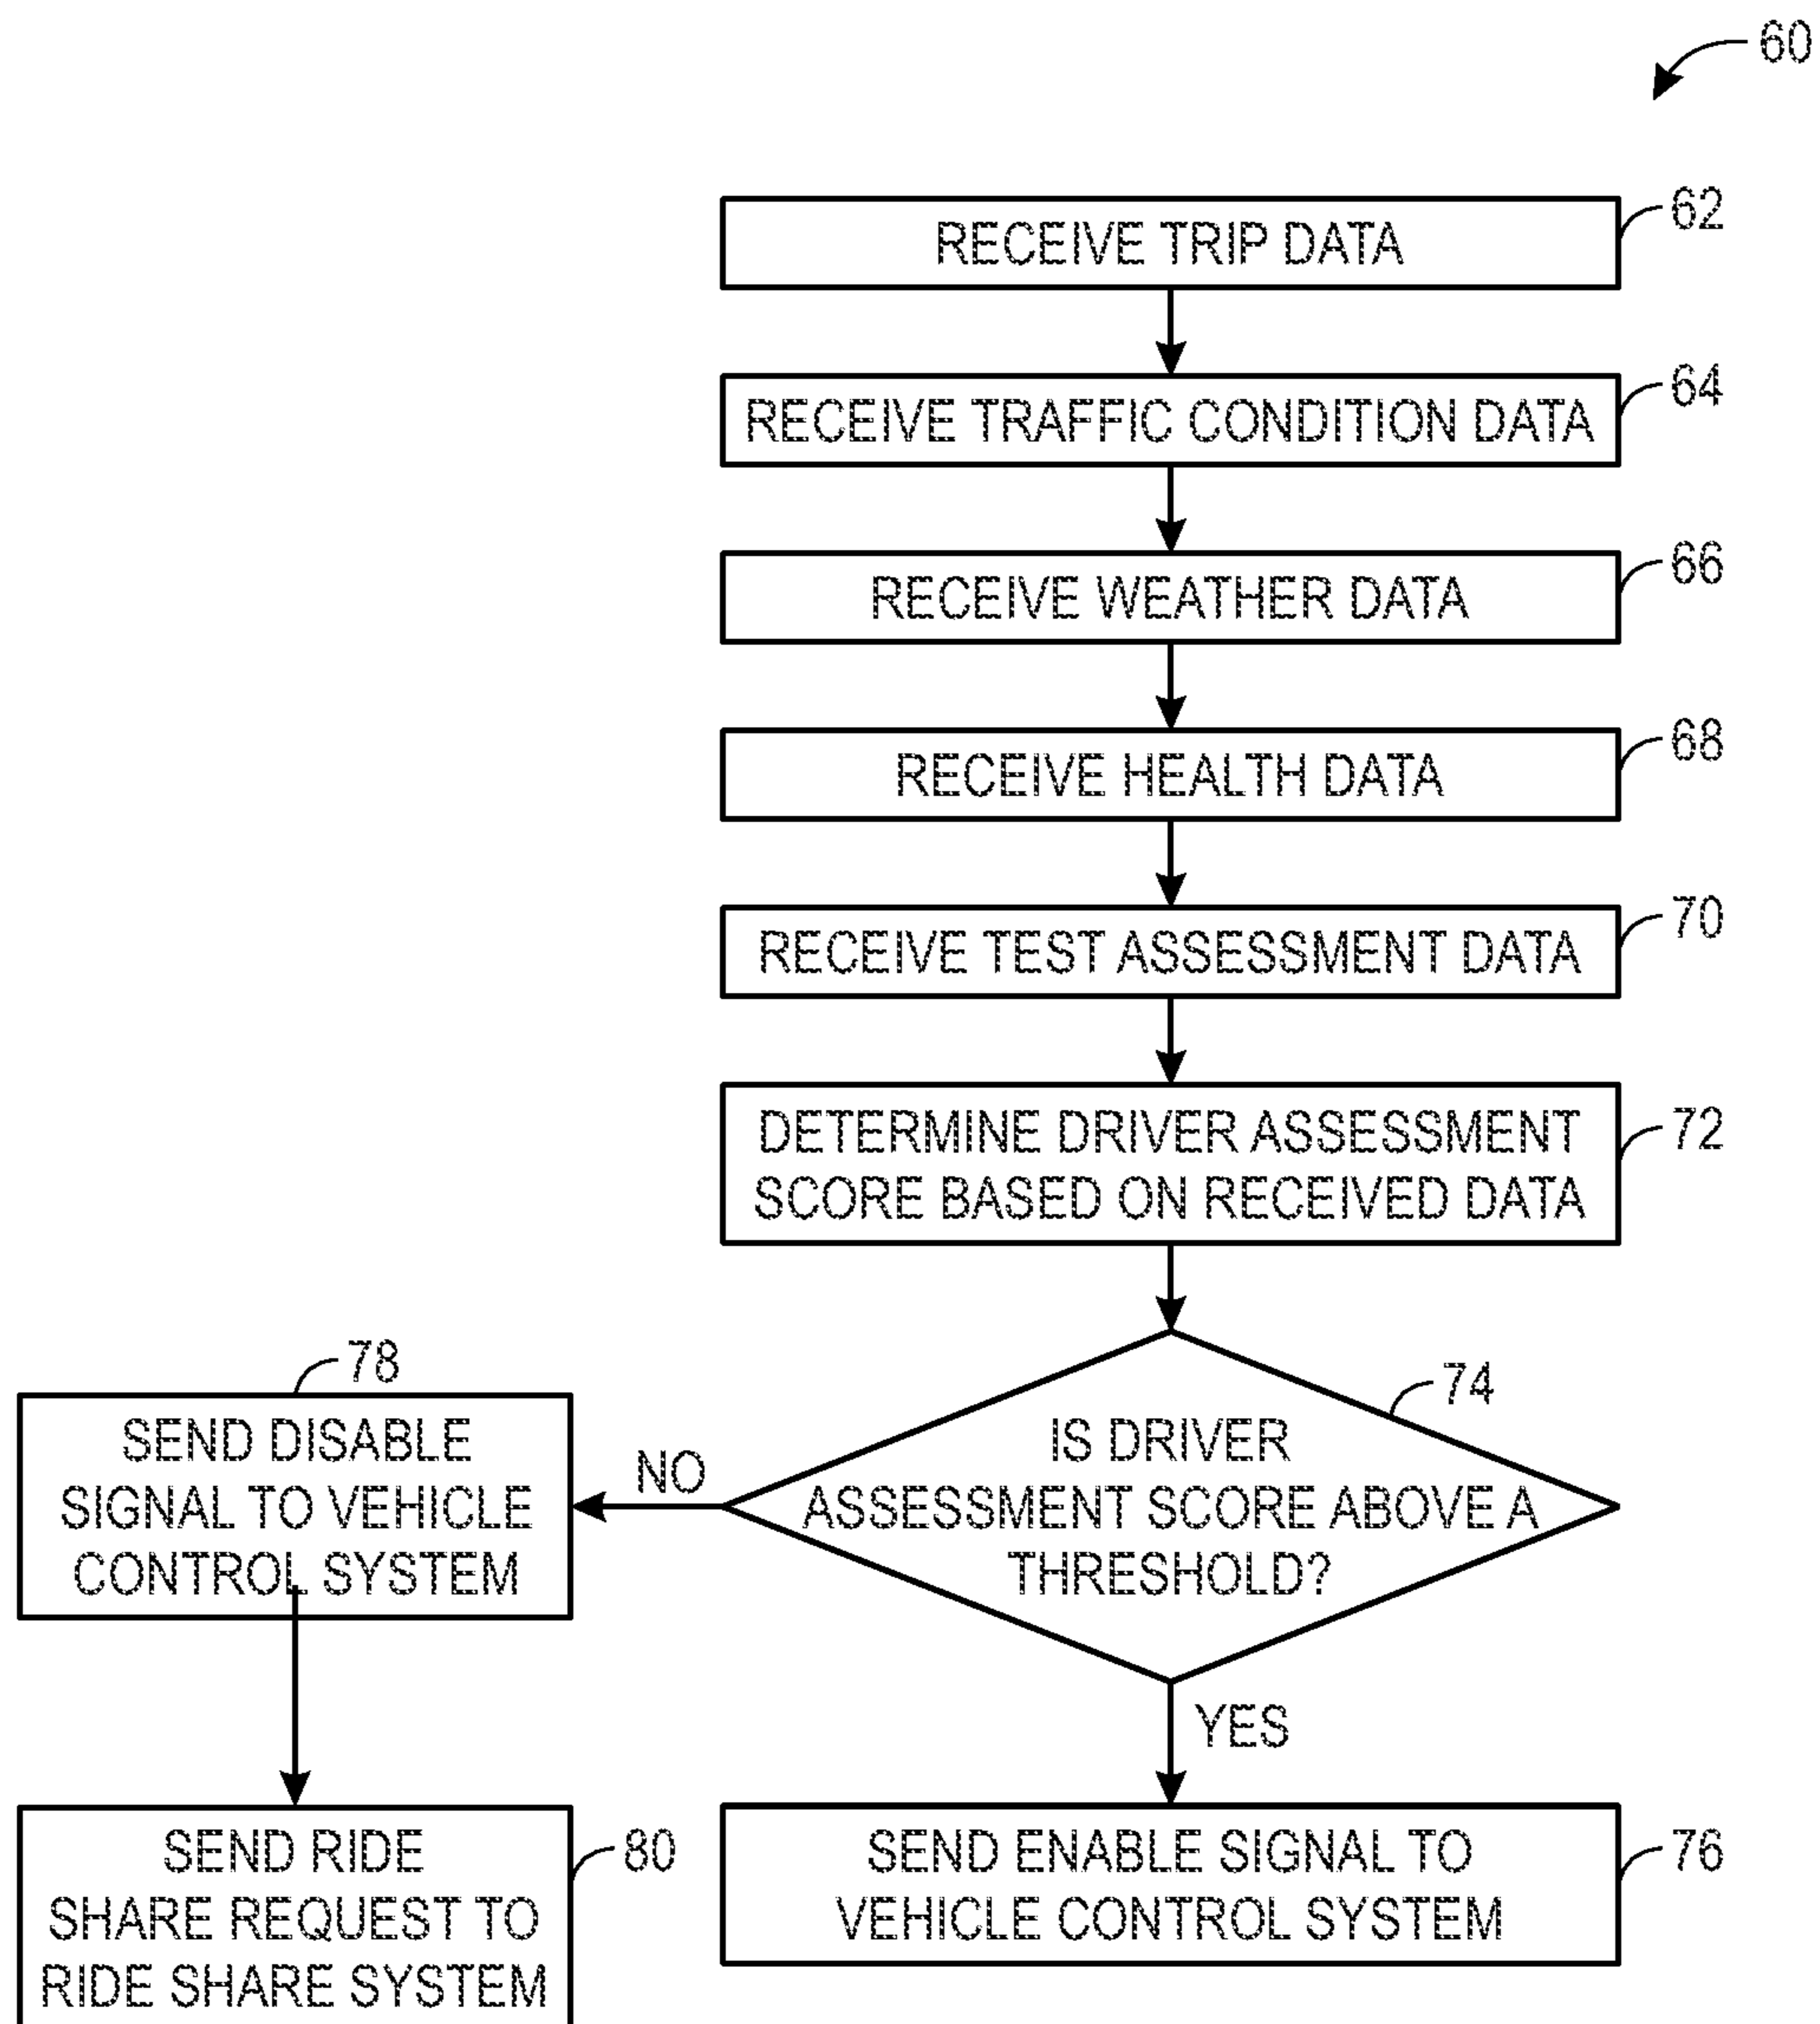 60
RECEIVE TRIP DATA
62
RECEIVE TRAFFIC CONDITION DATA
64
RECEIVE WEATHER DATA
66
RECEIVE HEALTH DATA
68
RECEIVE TEST ASSESSMENT DATA
70
DETERMINE DRIVER ASSESSMENT
SCORE BASED ON RECEIVED DATA
72
IS DRIVER
ASSESSMENT SCORE ABOVE A
THRESHOLD?
74
NO
78
SEND DISABLE
SIGNAL TO VEHICLE
CONTROL SYSTEM
YES
SEND RIDE
SHARE REQUEST TO
RIDE SHARE SYSTEM
80
SEND ENABLE SIGNAL TO
VEHICLE CONTROL SYSTEM
76